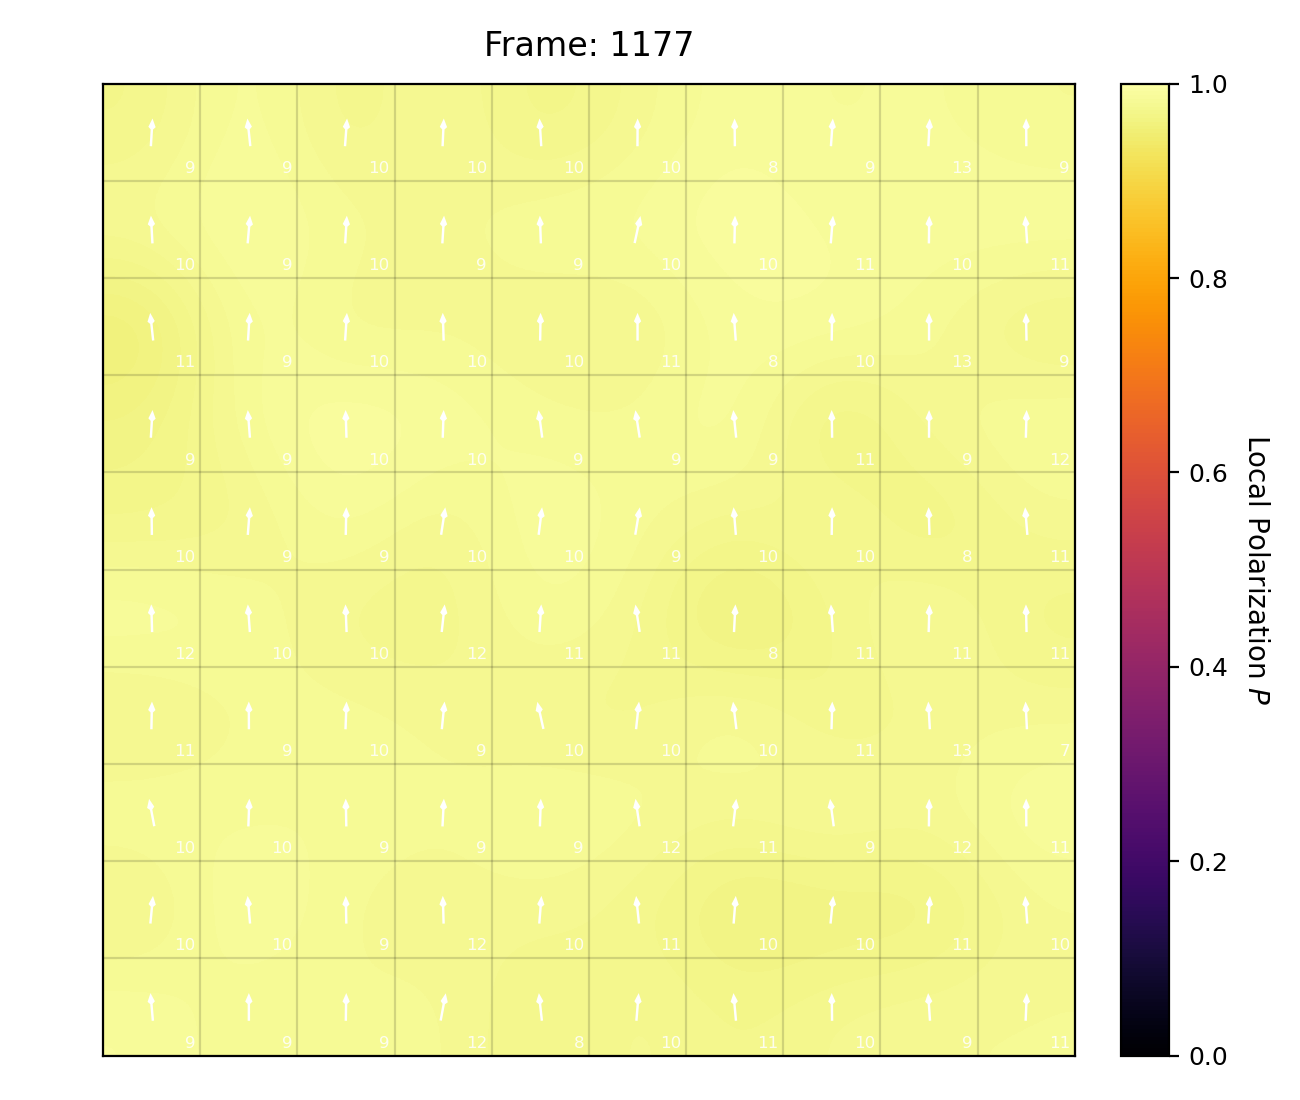 Frame: 1177
9 9 10 10 10 10 8 9 13 9
10 9 10 9 9 10 10 11 10 11
11 9 10 10 10 11 8 10 13 9
9 9 10 10 9 9 9 11 9 12
10 9 9 10 10 9 10 10 8 11
12 10 10 12 11 11 8 11 11 11
11 9 10 9 10 10 10 11 13 7
10 10 9 9 9 12 11 9 12 11
10 10 9 12 10 11 10 10 11 10
9 9 9 12 8 10 11 10 9 11
1.0
0.8
0.6
0.4
0.2
0.0
Local Polarization P